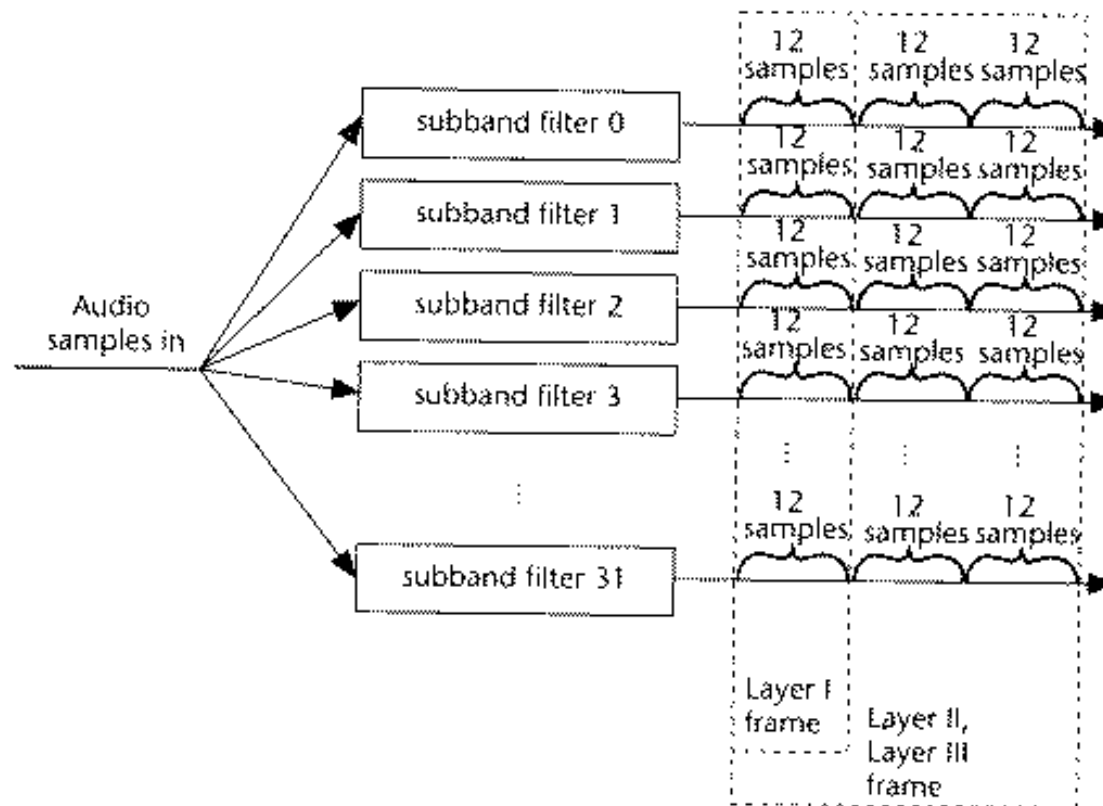 12 12 12
samples samples samples
subband filter 0
12 12 12
samples samples samples
subband filter 1
12 12 12
samples samples samples
Audio
samples in
subband filter 2
12 12 12
samples samples samples
subband filter 3
12 12 12
samples samples samples
subband filter 31
Layer I
frame
Layer II,
Layer III
frame